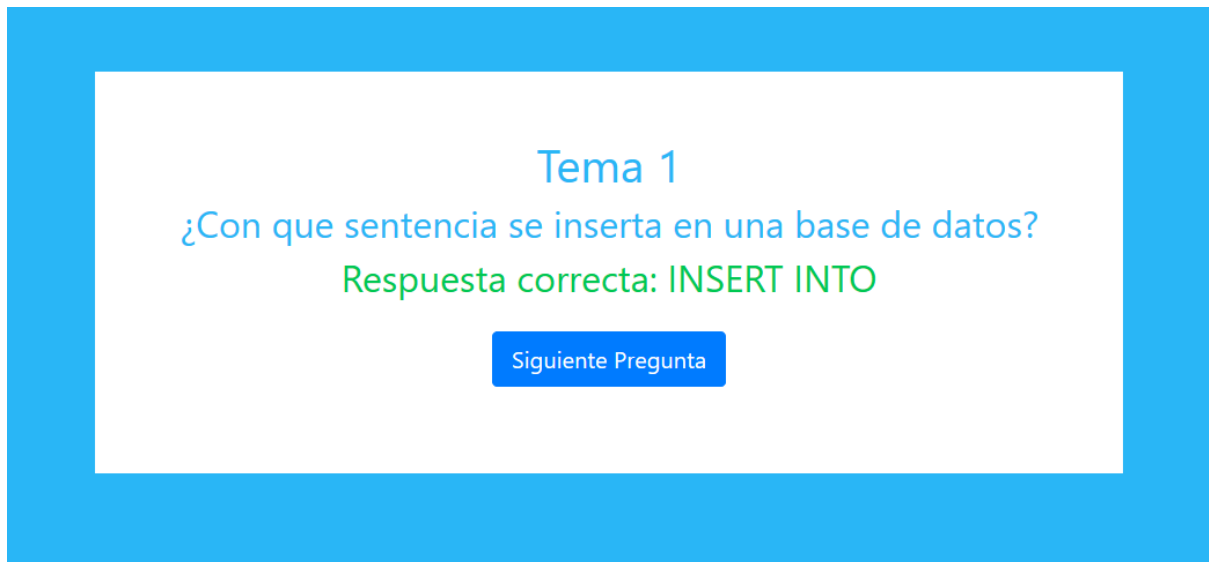 Tema 1
¿Con que sentencia se inserta en una base de datos?
Respuesta correcta: INSERT INTO
Siguiente Pregunta